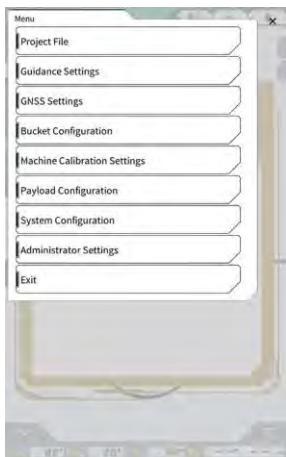 Menu
×
Project File
Guidance Settings
GNSS Settings
Bucket Configuration
Machine Calibration Settings
Payload Configuration
System Configuration
Administrator Settings
Exit